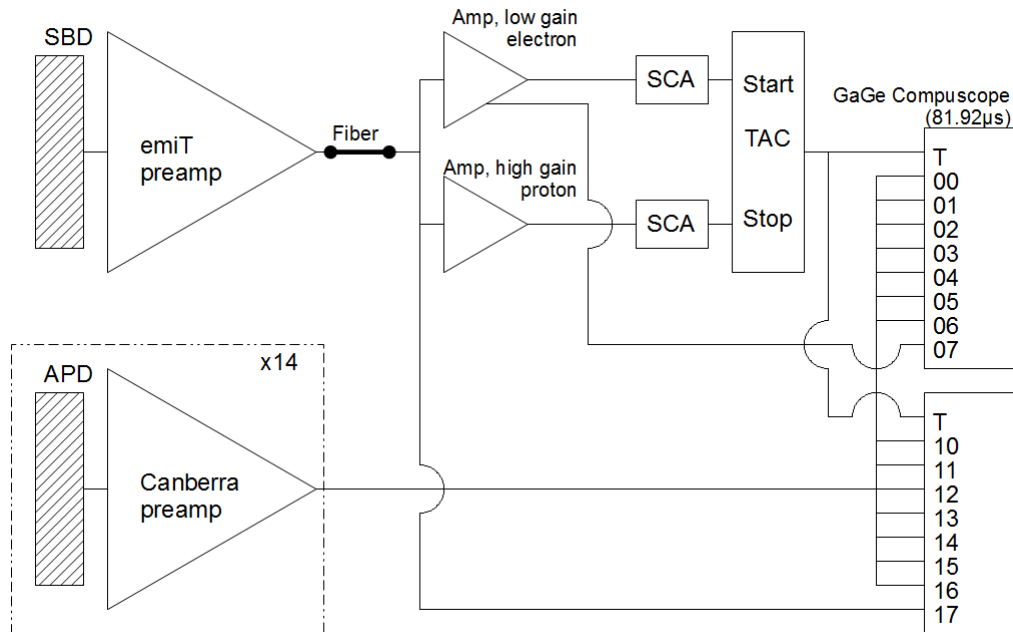 SBD
emiT
preamp
Fiber
Amp, low gain
electron
Amp, high gain
proton
SCA
SCA
Start
TAC
Stop
GaGe Compuscope
(81.92µs)
T
00
01
02
03
04
05
06
07
x14
APD
Canberra
preamp
T
10
11
12
13
14
15
16
17